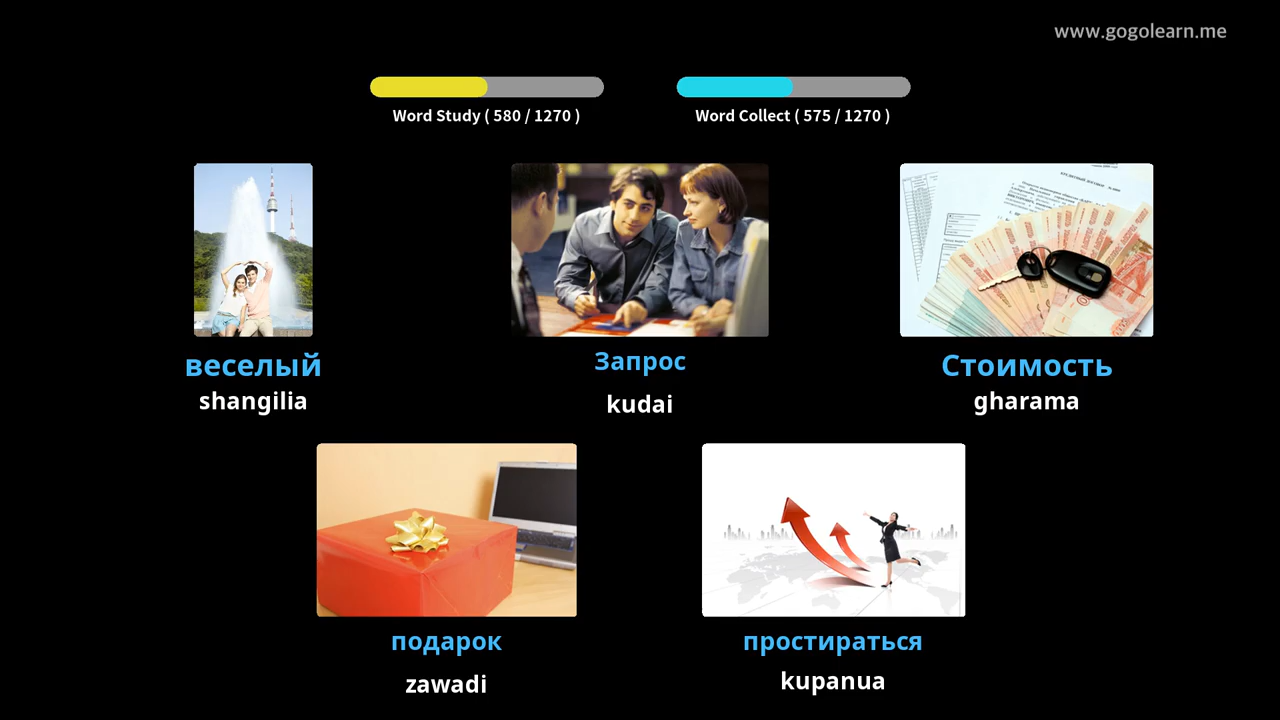 www.gogolearn.me
Word Study ( 580 / 1270 )
Word Collect ( 575 / 1270 )
веселый
shangilia
Запрос
kudai
Стоимость
gharama
подарок
zawadi
простираться
kupanua